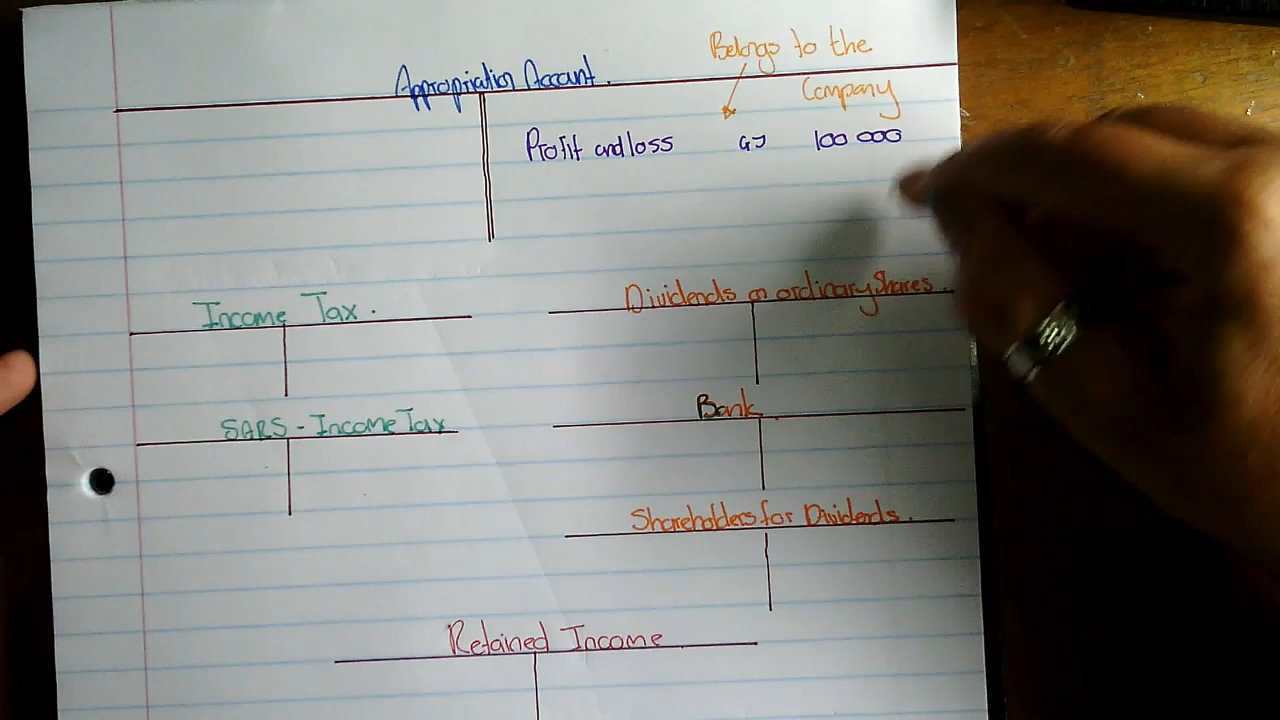 Belongs to the
Company
Appropriation Account.
Profit and loss GJ 100 000
Income Tax.
Dividends on ordinary Shares.
SARS - Income Tax
Bank
Shareholders for Dividends.
Retained Income